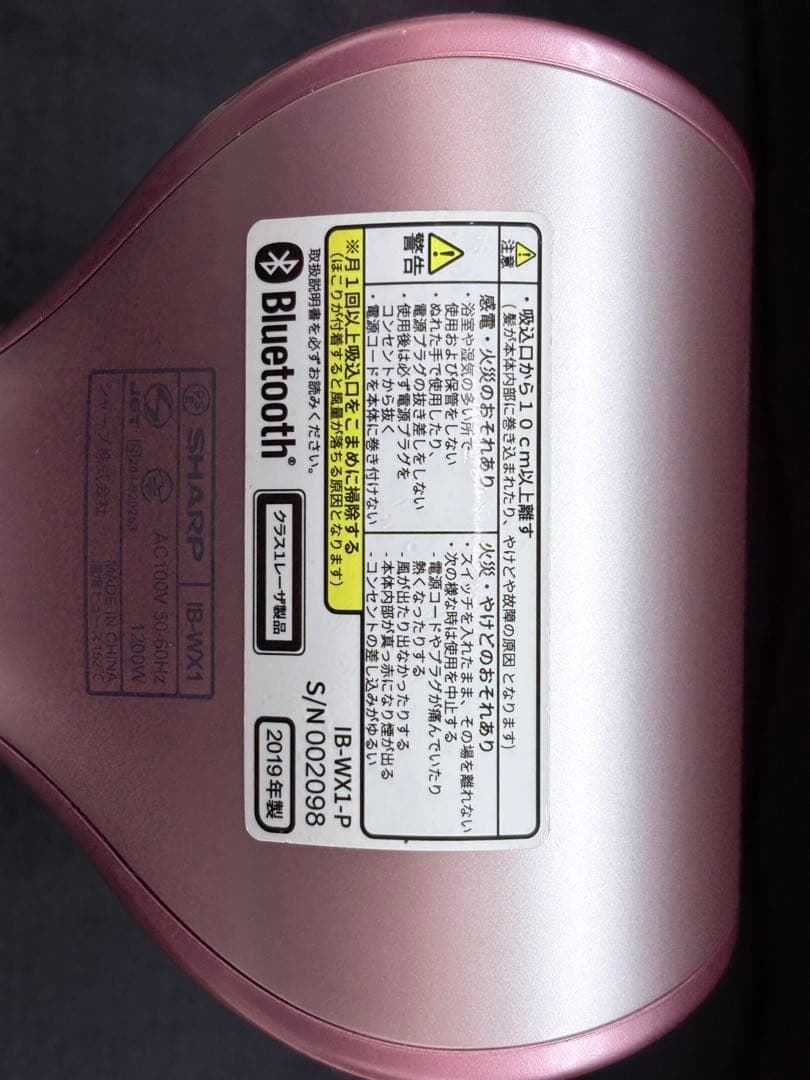 注意
・吸込口から10cm以上離す
(髪が本体内部に巻き込まれたり、やけどや故障の原因となります)
警告
感電・火災のおそれあり
・浴室や湿気の多い所で
使用および保管をしない
・ぬれた手で使用したり
電源プラグの抜き差しをしない
・使用後は必ず電源プラグを
コンセントから抜く
・電源コードを本体に巻き付けない
火災・やけどのおそれあり
・スイッチを入れたまま、その場を離れない
・次の様な時は使用を中止する
電源コードやプラグが痛んでいたり
熱くなったりする
-風が出たり出なかったりする
-本体内部が真っ赤になり煙が出る
-コンセントの差し込みがゆるい
※月1回以上吸込口をこまめに掃除する
(ほこりが付着すると風量が落ちる原因となります)
取扱説明書を必ずお読みください。
Bluetooth®
クラス1レーザ製品
IB-WX1-P
S/N 002098
2019年製
SHARP IB-WX1
PS E
AC100V 50-60Hz
1200W
JET
シャープ株式会社
MADE IN CHINA